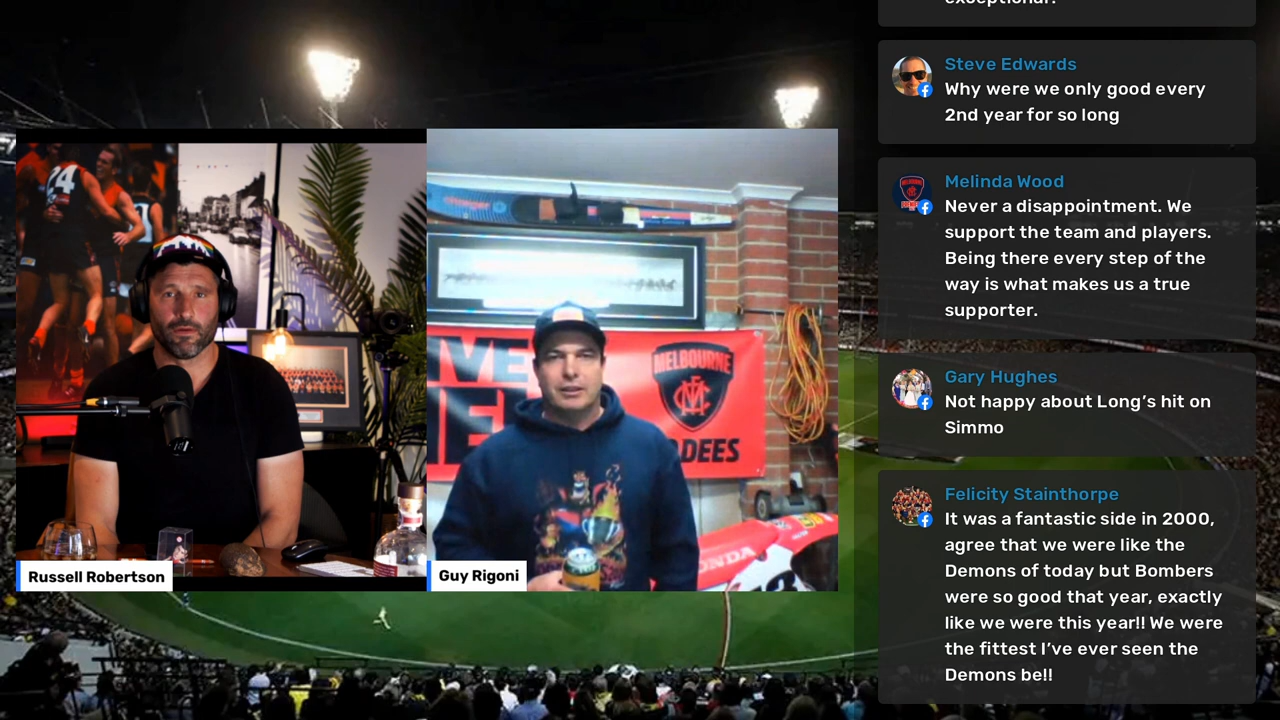 24
MELBOURNE
DEES
HONDA
Russell Robertson
Guy Rigoni
exceptional.
Steve Edwards
Why were we only good every
2nd year for so long
Melinda Wood
Never a disappointment. We
support the team and players.
Being there every step of the
way is what makes us a true
supporter.
Gary Hughes
Not happy about Long’s hit on
Simmo
Felicity Stainthorpe
It was a fantastic side in 2000,
agree that we were like the
Demons of today but Bombers
were so good that year, exactly
like we were this year!! We were
the fittest I’ve ever seen the
Demons be!!